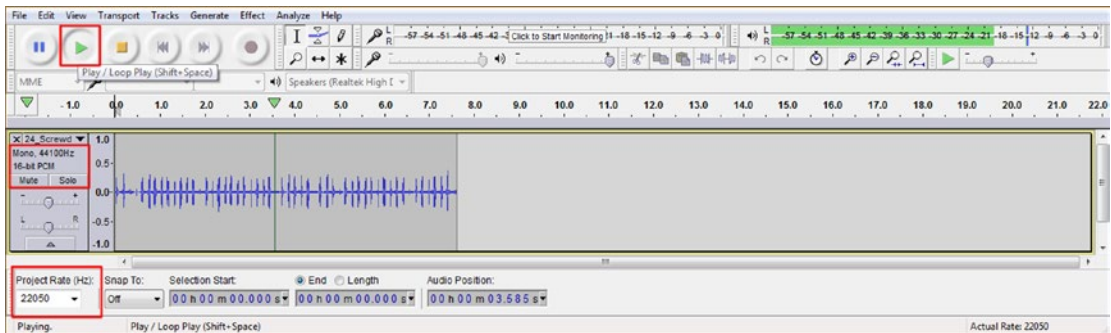 File Edit View Transport Tracks Generate Effect Analyze Help
-57 -54 -51 -48 -45 -42 -3 Click to Start Monitoring 1 -18 -15 -12 -9 -6 -3 0
R -57 -54 -51 -48 -45 -42 -39 -36 -33 -30 -27 -24 -21 -18 -15 -12 -9 -6 -3 0
Play / Loop Play (Shift+Space)
MME Speakers (Realtek High D
- 1.0 0.0 1.0 2.0 3.0 4.0 5.0 6.0 7.0 8.0 9.0 10.0 11.0 12.0 13.0 14.0 15.0 16.0 17.0 18.0 19.0 20.0 21.0 22.0
X 24_Screwd 1.0
Mono, 44100Hz
16-bit PCM 0.5
Mute Solo
- + 0.0
L R -0.5
-1.0
Project Rate (Hz): Snap To: Selection Start: End Length Audio Position:
22050 Off 00 h 00 m 00.000 s 00 h 00 m 00.000 s 00 h 00 m 03.585 s
Playing. Play / Loop Play (Shift+Space) Actual Rate: 22050